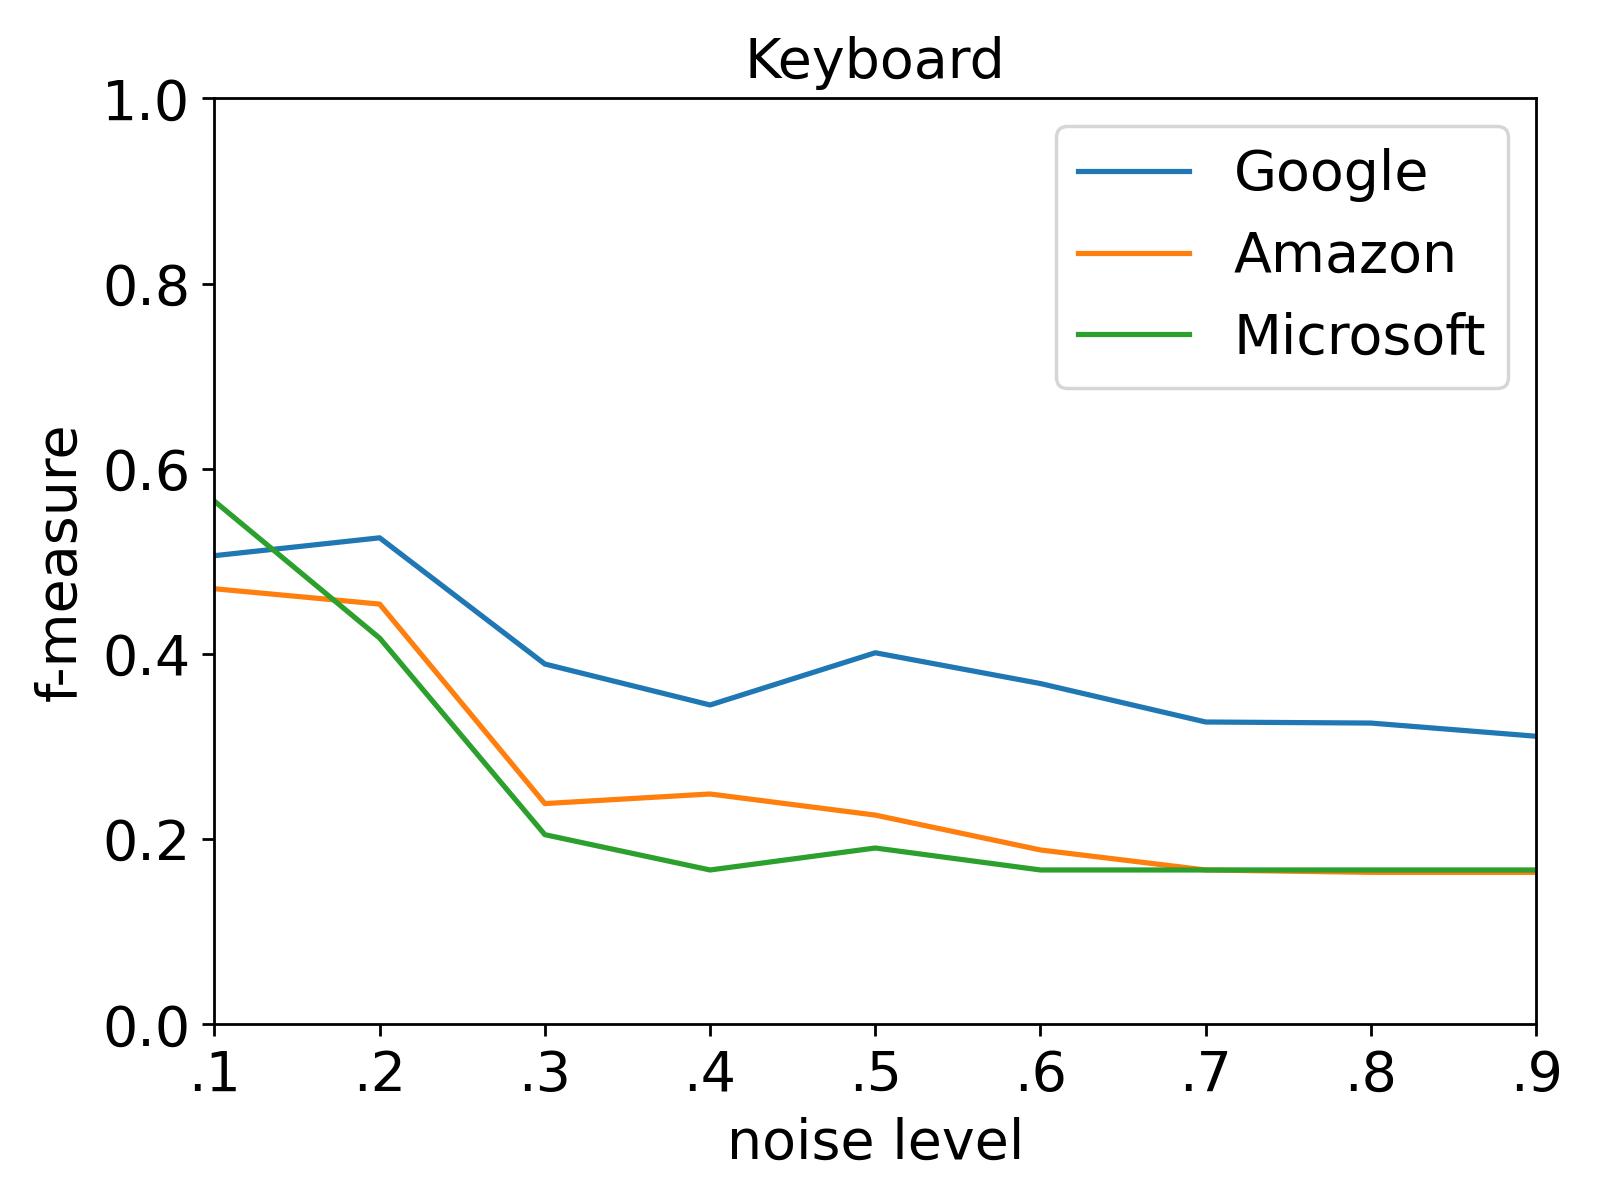 Keyboard
1.0
0.8
0.6
0.4
0.2
0.0
f-measure
Google
Amazon
Microsoft
.1 .2 .3 .4 .5 .6 .7 .8 .9
noise level